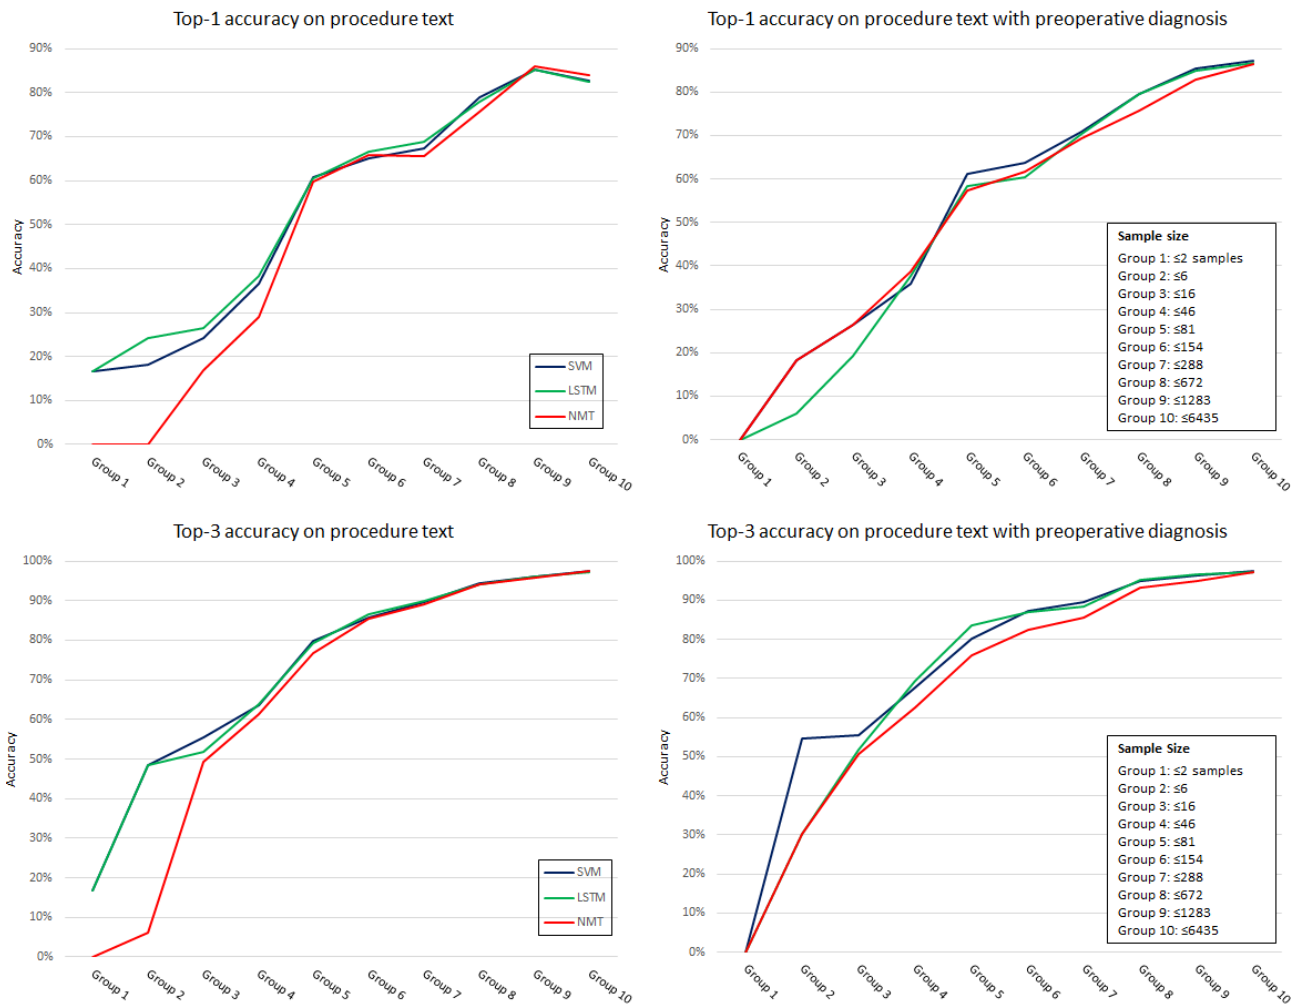 Top-1 accuracy on procedure text
90%
80%
70%
60%
50%
40%
30%
20%
10%
0%
Accuracy
Group 1
Group 2
Group 3
Group 4
Group 5
Group 6
Group 7
Group 8
Group 9
Group 10
SVM
LSTM
NMT
Top-1 accuracy on procedure text with preoperative diagnosis
90%
80%
70%
60%
50%
40%
30%
20%
10%
0%
Accuracy
Group 1
Group 2
Group 3
Group 4
Group 5
Group 6
Group 7
Group 8
Group 9
Group 10
Sample size
Group 1: ≤2 samples
Group 2: ≤6
Group 3: ≤16
Group 4: ≤46
Group 5: ≤81
Group 6: ≤154
Group 7: ≤288
Group 8: ≤672
Group 9: ≤1283
Group 10: ≤6435
Top-3 accuracy on procedure text
100%
90%
80%
70%
60%
50%
40%
30%
20%
10%
0%
Accuracy
Group 1
Group 2
Group 3
Group 4
Group 5
Group 6
Group 7
Group 8
Group 9
Group 10
SVM
LSTM
NMT
Top-3 accuracy on procedure text with preoperative diagnosis
100%
90%
80%
70%
60%
50%
40%
30%
20%
10%
0%
Accuracy
Group 1
Group 2
Group 3
Group 4
Group 5
Group 6
Group 7
Group 8
Group 9
Group 10
Sample Size
Group 1: ≤2 samples
Group 2: ≤6
Group 3: ≤16
Group 4: ≤46
Group 5: ≤81
Group 6: ≤154
Group 7: ≤288
Group 8: ≤672
Group 9: ≤1283
Group 10: ≤6435